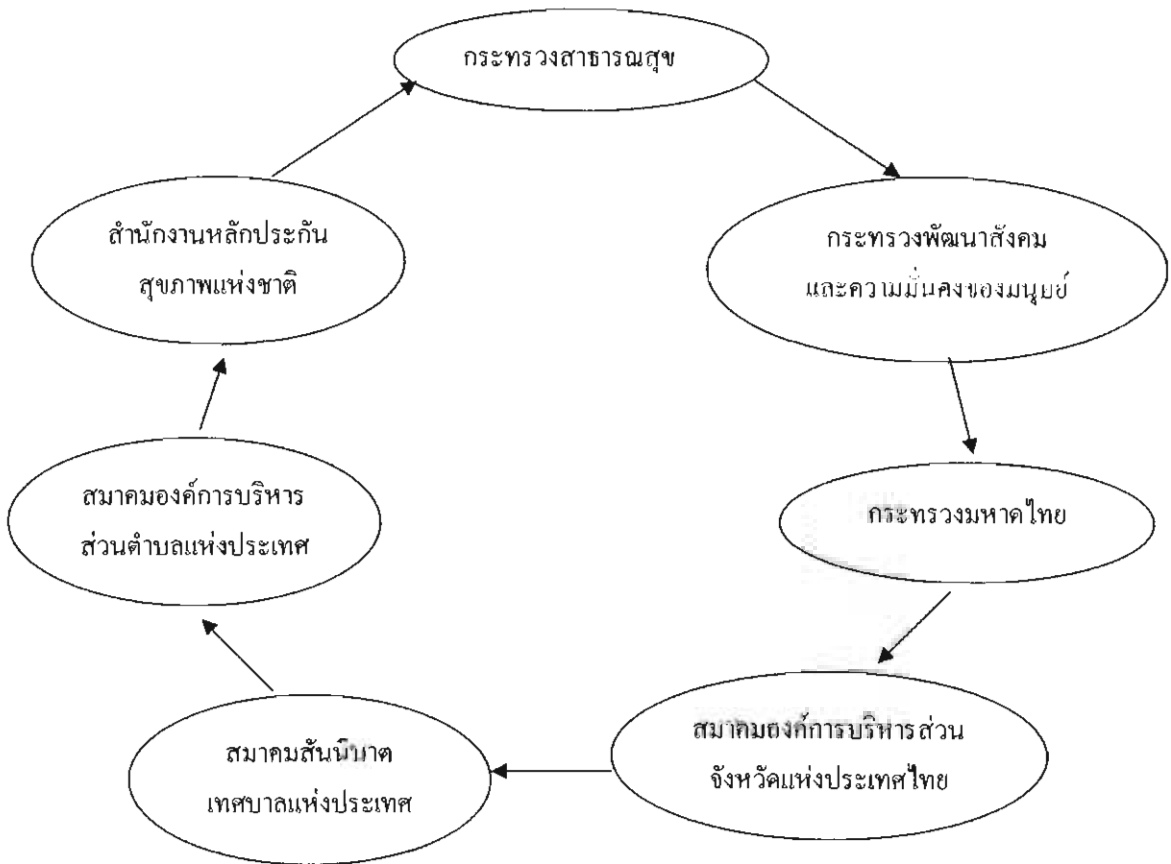 กระทรวงสาธารณสุข
กระทรวงพัฒนาสังคม
และความมั่นคงของมนุษย์
กระทรวงมหาดไทย
สมาคมองค์การบริหารส่วน
จังหวัดแห่งประเทศไทย
สมาคมสันนิบาต
เทศบาลแห่งประเทศ
สมาคมองค์การบริหาร
ส่วนตำบลแห่งประเทศ
สำนักงานหลักประกัน
สุขภาพแห่งชาติ